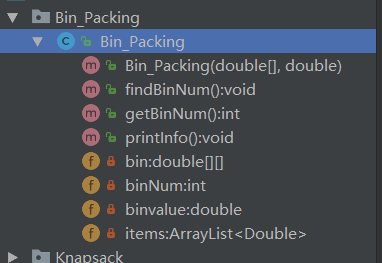 Bin_Packing
Bin_Packing
Bin_Packing(double[], double)
findBinNum():void
getBinNum():int
printInfo():void
bin:double[][]
binNum:int
binvalue:double
items:ArrayList<Double>
Knapsack